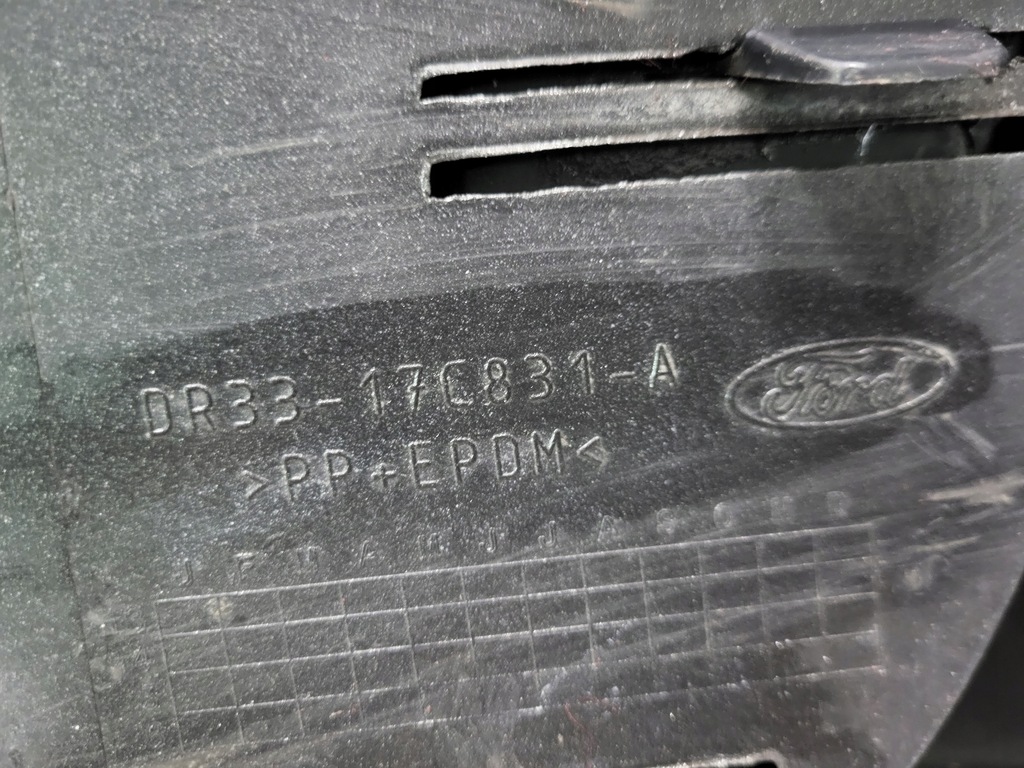 DR33-17C831-A
Ford
>PP+EPDM<
J F M A M J J A S O N D